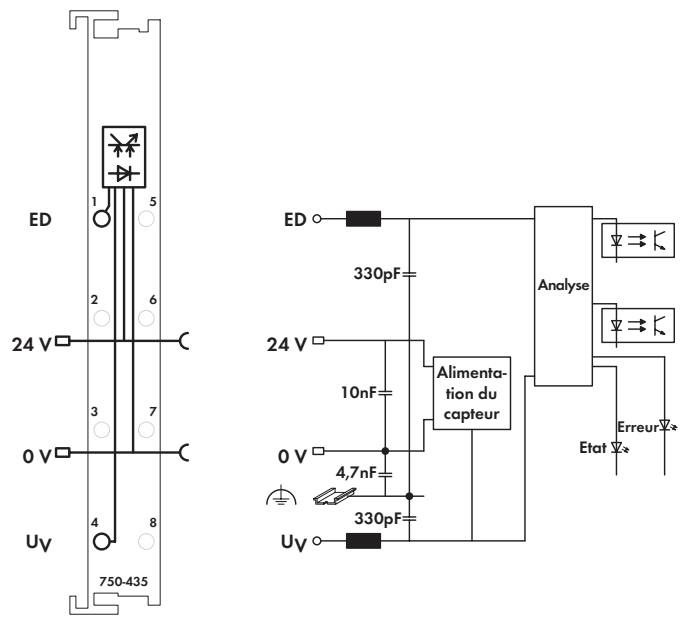 1
5
ED
2
6
24 V
3
7
0 V
4
8
UV
750-435
ED
330pF
Analyse
24 V
10nF
Alimenta-
tion du
capteur
0 V
4,7nF
330pF
UV
Erreur
Etat